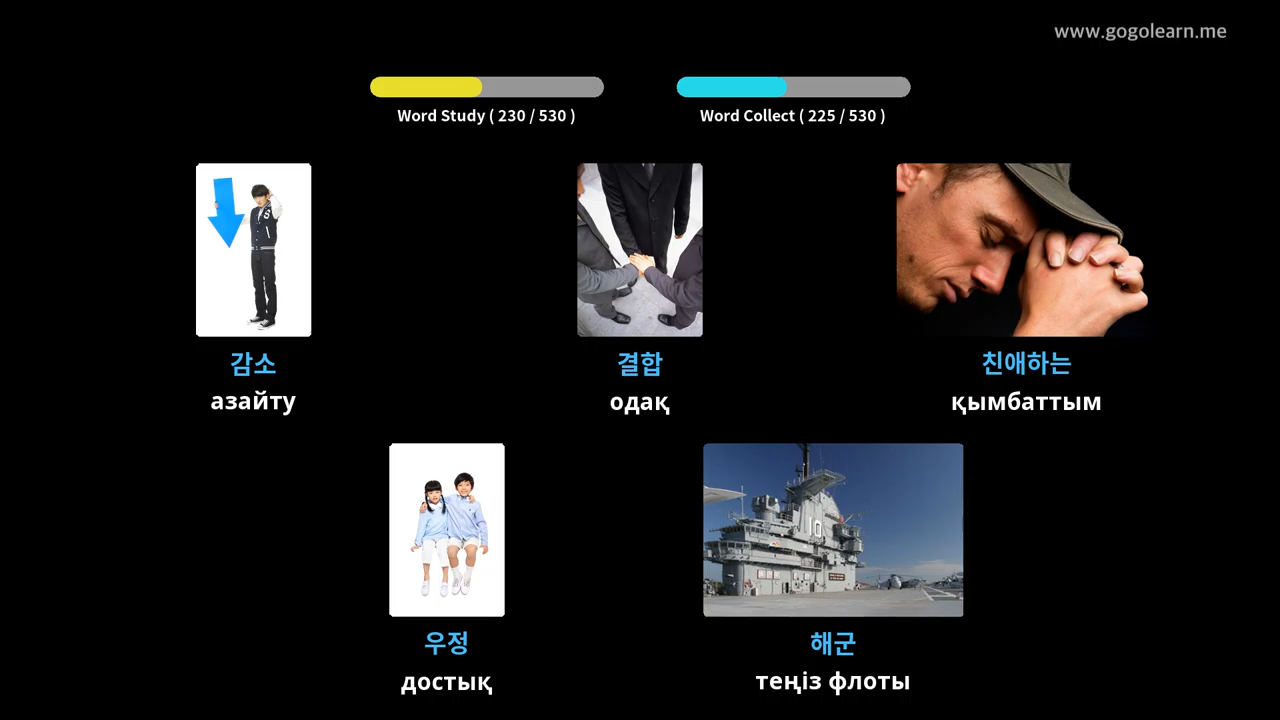 www.gogolearn.me
Word Study ( 230 / 530 )
Word Collect ( 225 / 530 )
감소
азайту
결합
одақ
친애하는
қымбаттым
10
우정
достық
해군
теңіз флоты